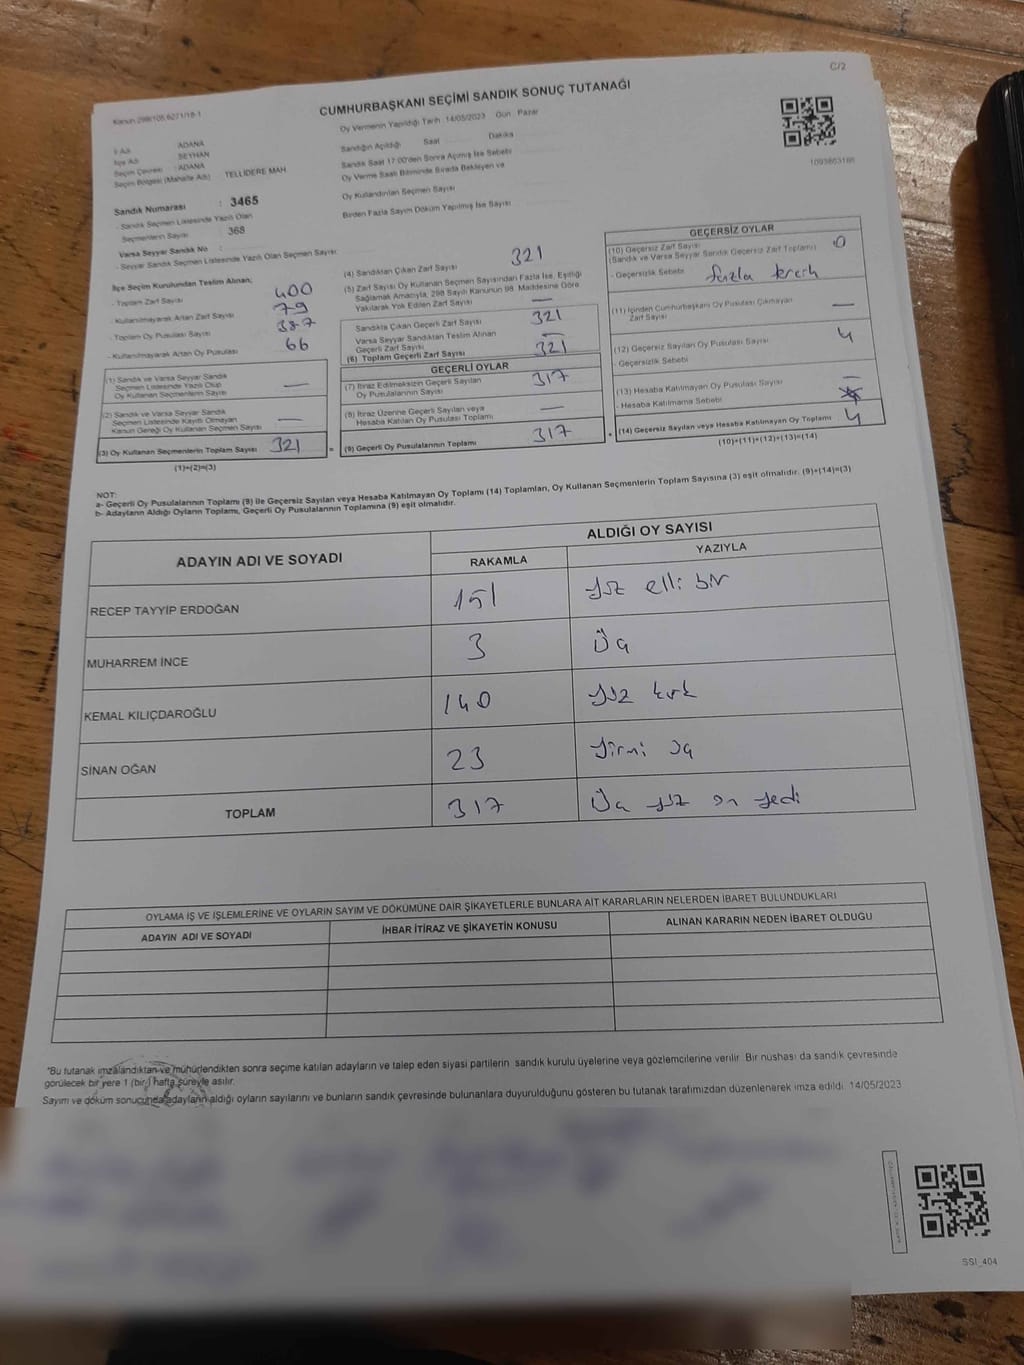 C/2
CUMHURBAŞKANI SEÇİMİ SANDIK SONUÇ TUTANAĞI
Kanun:298/105,6271/18-1
İl Adı : ADANA
İlçe Adı : SEYHAN
Seçim Çevresi : ADANA
Seçim Bölgesi (Mahalle Adı) TELLİDERE MAH
Sandık Numarası : 3465
- Sandık Seçmen Listesinde Yazılı Olan
Seçmenlerin Sayısı : 368
Varsa Seyyar Sandık No :
- Seyyar Sandık Seçmen Listesinde Yazılı Olan Seçmen Sayısı
Oy Vermenin Yapıldığı Tarih :14/05/2023 Gün : Pazar
Sandığın Açıldığı Saat Dakika
Sandık Saat 17:00'den Sonra Açılmış İse Sebebi
Oy Verme Saati Bitiminde Sırada Bekleyen ve
Oy Kullandırılan Seçmen Sayısı
Birden Fazla Sayım Döküm Yapılmış İse Sayısı
1093863186
İlçe Seçim Kurulundan Teslim Alınan;
- Toplam Zarf Sayısı 400
- Kullanılmayarak Artan Zarf Sayısı 79
- Toplam Oy Pusulası Sayısı 387
- Kullanılmayarak Artan Oy Pusulası 66
(1) Sandık ve Varsa Seyyar Sandık
Seçmen Listesinde Yazılı Olup
Oy Kullanan Seçmenlerin Sayısı —
(2) Sandık ve Varsa Seyyar Sandık
Seçmen Listesinde Kayıtlı Olmayan
Kanun Gereği Oy Kullanan Seçmen Sayısı —
(3) Oy Kullanan Seçmenlerin Toplam Sayısı 321
(1)+(2)=(3)
(4) Sandıktan Çıkan Zarf Sayısı 321
(5) Zarf Sayısı Oy Kullanan Seçmen Sayısından Fazla İse, Eşitliği
Sağlamak Amacıyla, 298 Sayılı Kanunun 98. Maddesine Göre
Yakılarak Yok Edilen Zarf Sayısı —
Sandıkta Çıkan Geçerli Zarf Sayısı 321
Varsa Seyyar Sandıktan Teslim Alınan
Geçerli Zarf Sayısı —
(6) Toplam Geçerli Zarf Sayısı 321
GEÇERLİ OYLAR
(7) İtiraz Edilmeksizin Geçerli Sayılan
Oy Pusulasının Sayısı 317
(8) İtiraz Üzerine Geçerli Sayılan veya
Hesaba Katılan Oy Pusulası Toplamı —
= (9) Geçerli Oy Pusulalarının Toplamı 317
GEÇERSİZ OYLAR
(10) Geçersiz Zarf Sayısı
(Sandık ve Varsa Seyyar Sandık Geçersiz Zarf Toplamı) 0
- Geçersizlik Sebebi fazla tercih
(11) İçinden Cumhurbaşkanı Oy Pusulası Çıkmayan
Zarf Sayısı —
(12) Geçersiz Sayılan Oy Pusulası Sayısı 4
- Geçersizlik Sebebi
(13) Hesaba Katılmayan Oy Pusulası Sayısı —
- Hesaba Katılmama Sebebi
+ (14) Geçersiz Sayılan veya Hesaba Katılmayan Oy Toplamı 4
(10)+(11)+(12)+(13)=(14)
NOT:
a- Geçerli Oy Pusulalarının Toplamı (9) ile Geçersiz Sayılan veya Hesaba Katılmayan Oy Toplamı (14) Toplamları, Oy Kullanan Seçmenlerin Toplam Sayısına (3) eşit olmalıdır. (9)+(14)=(3)
b- Adayların Aldığı Oyların Toplamı, Geçerli Oy Pusulalarının Toplamına (9) eşit olmalıdır.
ADAYIN ADI VE SOYADI ALDIĞI OY SAYISI
RAKAMLA YAZIYLA
RECEP TAYYİP ERDOĞAN 151 yüz elli bir
MUHARREM İNCE 3 Üç
KEMAL KILIÇDAROĞLU 140 yüz kırk
SİNAN OĞAN 23 yirmi üç
TOPLAM 317 Üç yüz on yedi
OYLAMA İŞ VE İŞLEMLERİNE VE OYLARIN SAYIM VE DÖKÜMÜNE DAİR ŞİKAYETLERLE BUNLARA AİT KARARLARIN NELERDEN İBARET BULUNDUKLARI
ADAYIN ADI VE SOYADI İHBAR İTİRAZ VE ŞİKAYETİN KONUSU ALINAN KARARIN NEDEN İBARET OLDUĞU
"Bu tutanak imzalandıktan ve mühürlendikten sonra seçime katılan adayların ve talep eden siyasi partilerin sandık kurulu üyelerine veya gözlemcilerine verilir. Bir nüshası da sandık çevresinde
görülecek bir yere 1 (bir) hafta süreyle asılır.
Sayım ve döküm sonucunda adayların aldığı oyların sayılarını ve bunların sandık çevresinde bulunanlara duyurulduğunu gösteren bu tutanak tarafımızdan düzenlenerek imza edildi. 14/05/2023
SSİ_404